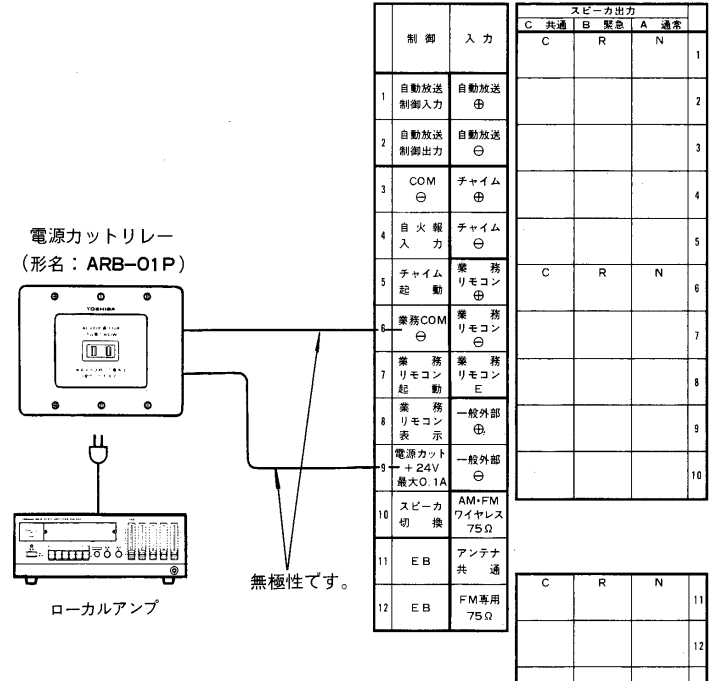 電源カットリレー
(形名：ARB-01P)
TOSHIBA
ローカルアンプ
無極性です。
制御 入力
1 自動放送 自動放送
制御入力 ⊕
2 自動放送 自動放送
制御出力 ⊖
3 COM チャイム
⊖ ⊕
4 自火報 チャイム
入力 ⊖
5 チャイム 業務
起動 リモコン
⊕
6 業務COM 業務
⊖ リモコン
⊖
7 業務 業務
リモコン リモコン
起動 E
8 業務 一般外部
リモコン ⊕
表示
9 電源カット 一般外部
+24V ⊖
最大0.1A
10 スピーカ AM・FM
切換 ワイヤレス
75Ω
11 EB アンテナ
共通
12 EB FM専用
75Ω
スピーカ出力
C 共通 B 緊急 A 通常
C R N 1
2
3
4
5
C R N 6
7
8
9
10
C R N 11
12